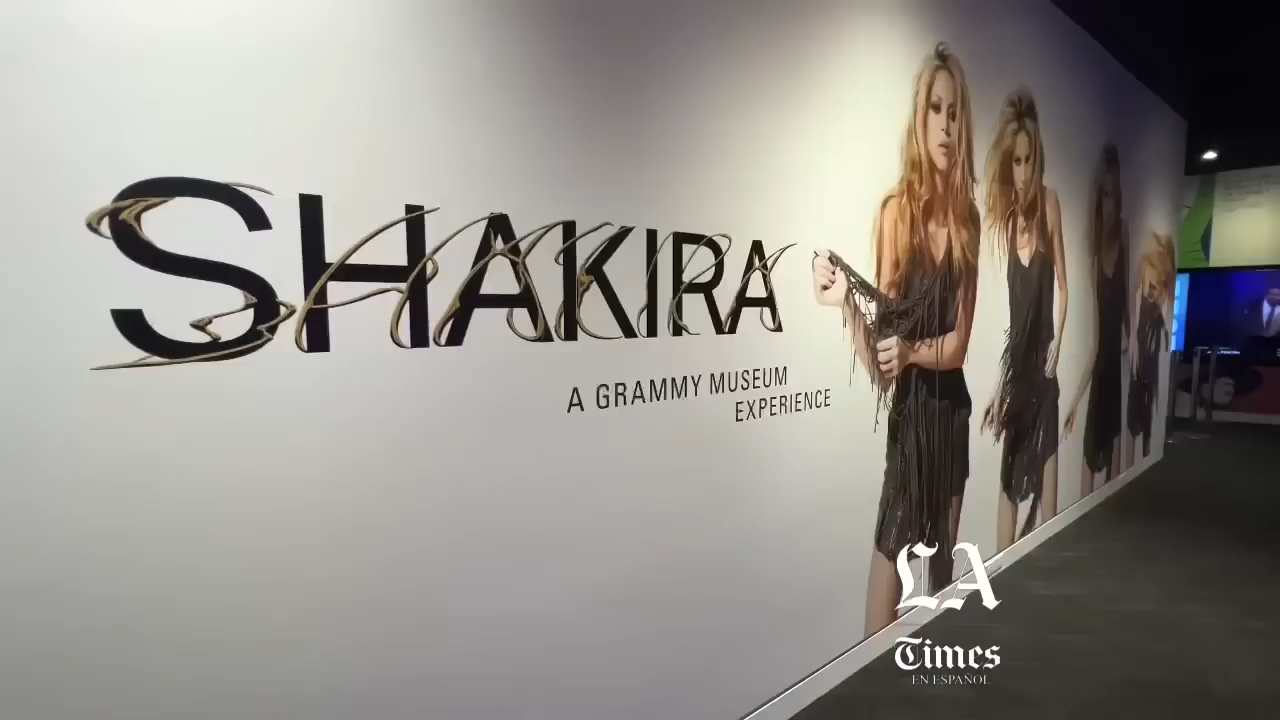 SHAKIRA
A GRAMMY MUSEUM
EXPERIENCE
LA
Times
EN ESPAÑOL